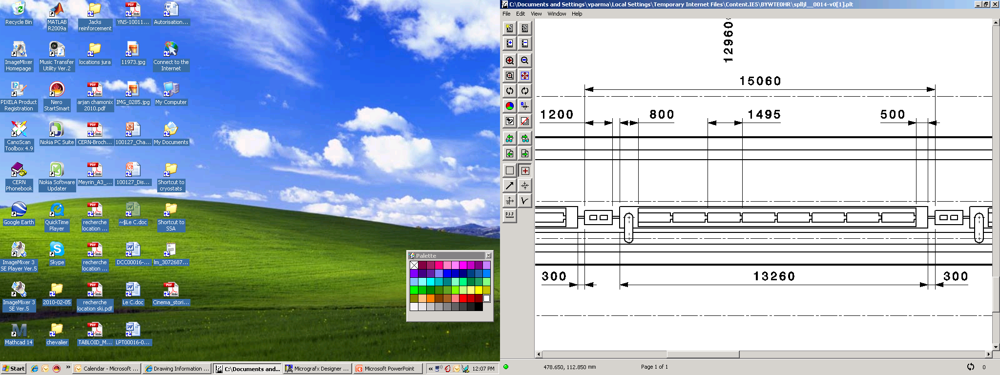 Recycle Bin
MATLAB
R2009a
Jacks
reinforcement
YNS-10011...
Autorisation...
ImageMixer
Homepage
Music Transfer
Utility Ver.2
locations jura
11973.jpg
Connect to the
Internet
PIXELA Product
Registration
Nero
StartSmart
arjan chamonix
2010.pdf
IMG_0285.jpg
My Computer
CanoScan
Toolbox 4.9
Nokia PC Suite
CERN-Broch...
100127_Cha...
My Documents
CERN
Phonebook
Nokia Software
Updater
Meyrin_A3_...
100127_Dis...
Shortcut to
cryostats
Google Earth
QuickTime
Player
recherche
location ...
~$Le C.doc
Shortcut to
SSA
ImageMixer 3
SE Player Ver.5
Skype
recherche
location ...
DCC00016-...
lm_3072687...
ImageMixer 3
SE Ver.5
2010-02-05
recherche
location ski.pdf
Le C.doc
Cinema_stori...
Mathcad 14
chevalier
TABLOID_M...
LPT00016-0...
Palette
Start
Calendar - Microsoft ...
Drawing Information ...
C:\Documents and...
Micrografx Designer ...
Microsoft PowerPoint
12:07 PM
C:\Documents and Settings\vparma\Local Settings\Temporary Internet Files\Content.IE5\BYWTE0HR\splljl__0014-v0[1].plt
File Edit View Window Help
12960
15060
1200
800
1495
500
300
13260
300
478.650, 112.850 mm
Page 1 of 1
0